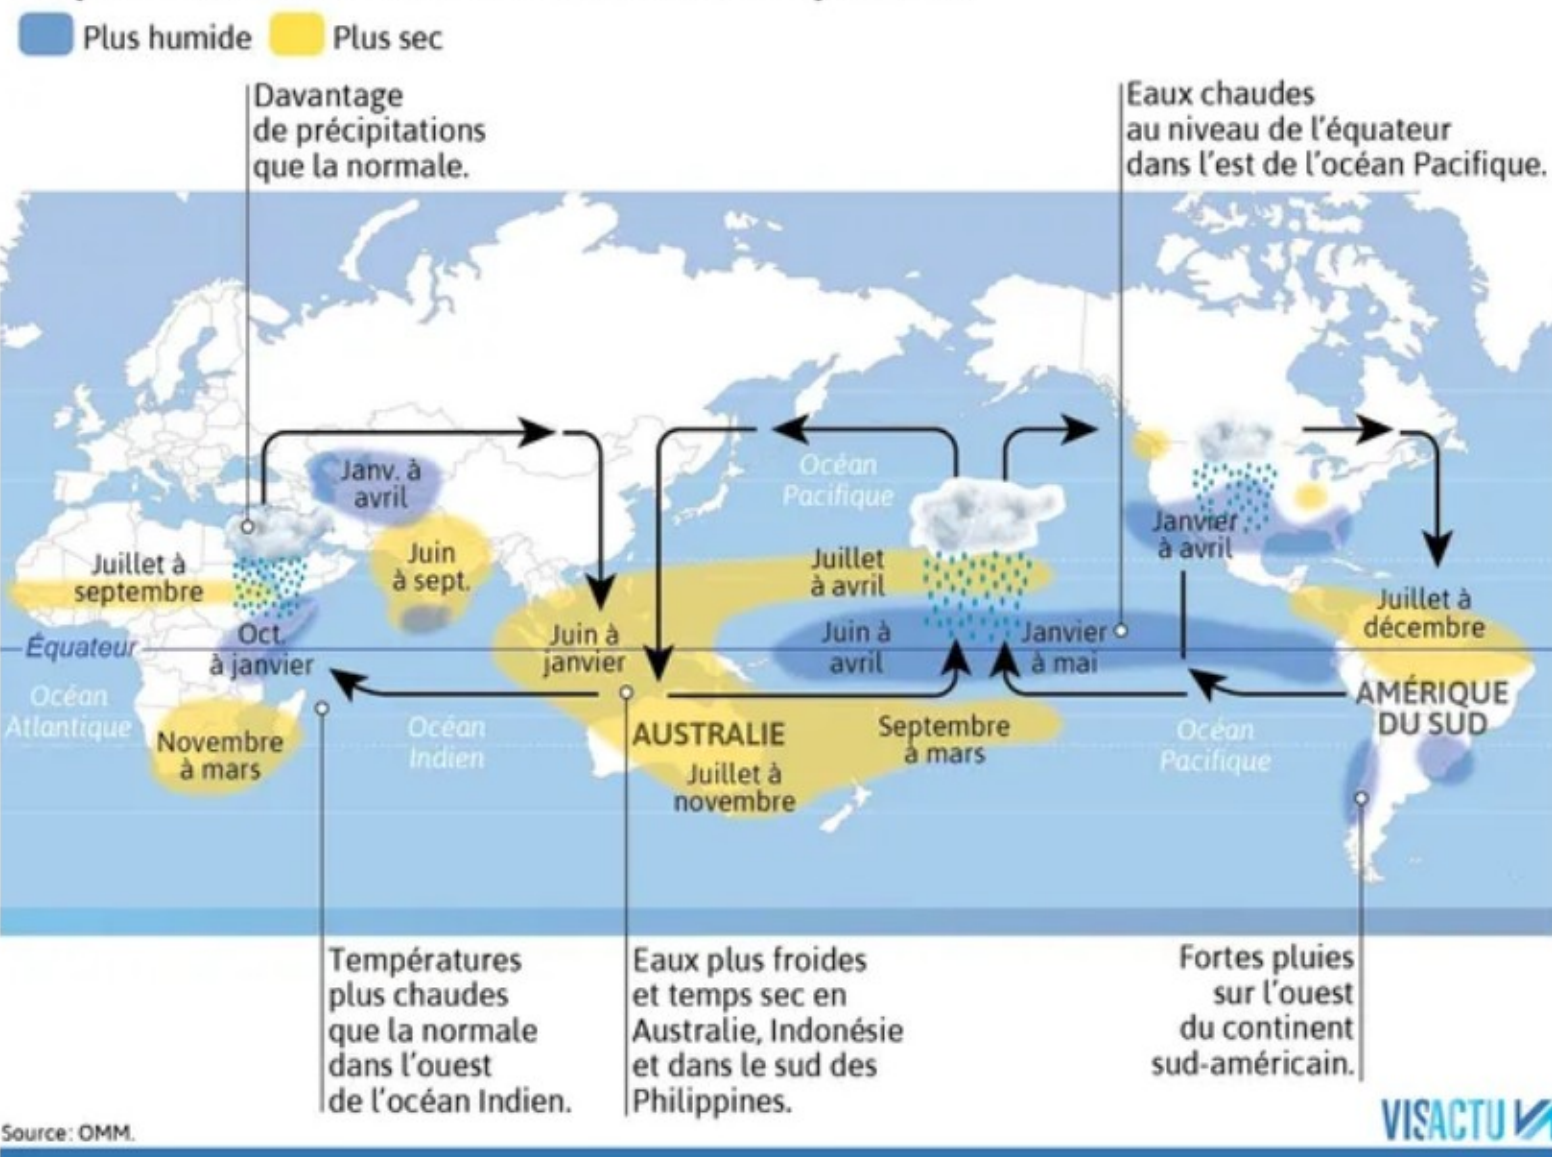 Plus humide
Plus sec
Davantage
de précipitations
que la normale.
Eaux chaudes
au niveau de l'équateur
dans l'est de l'océan Pacifique.
Janv. à
avril
Océan
Pacifique
Janvier
à avril
Juin
à sept.
Juillet à
septembre
Juillet
à avril
Juillet à
décembre
Équateur
Oct.
à janvier
Juin à
janvier
Juin à
avril
Janvier
à mai
Océan
Atlantique
Novembre
à mars
Océan
Indien
AUSTRALIE
Juillet à
novembre
Septembre
à mars
Océan
Pacifique
AMÉRIQUE
DU SUD
Températures
plus chaudes
que la normale
dans l'ouest
de l'océan Indien.
Eaux plus froides
et temps sec en
Australie, Indonésie
et dans le sud des
Philippines.
Fortes pluies
sur l'ouest
du continent
sud-américain.
Source: OMM.
VISACTU